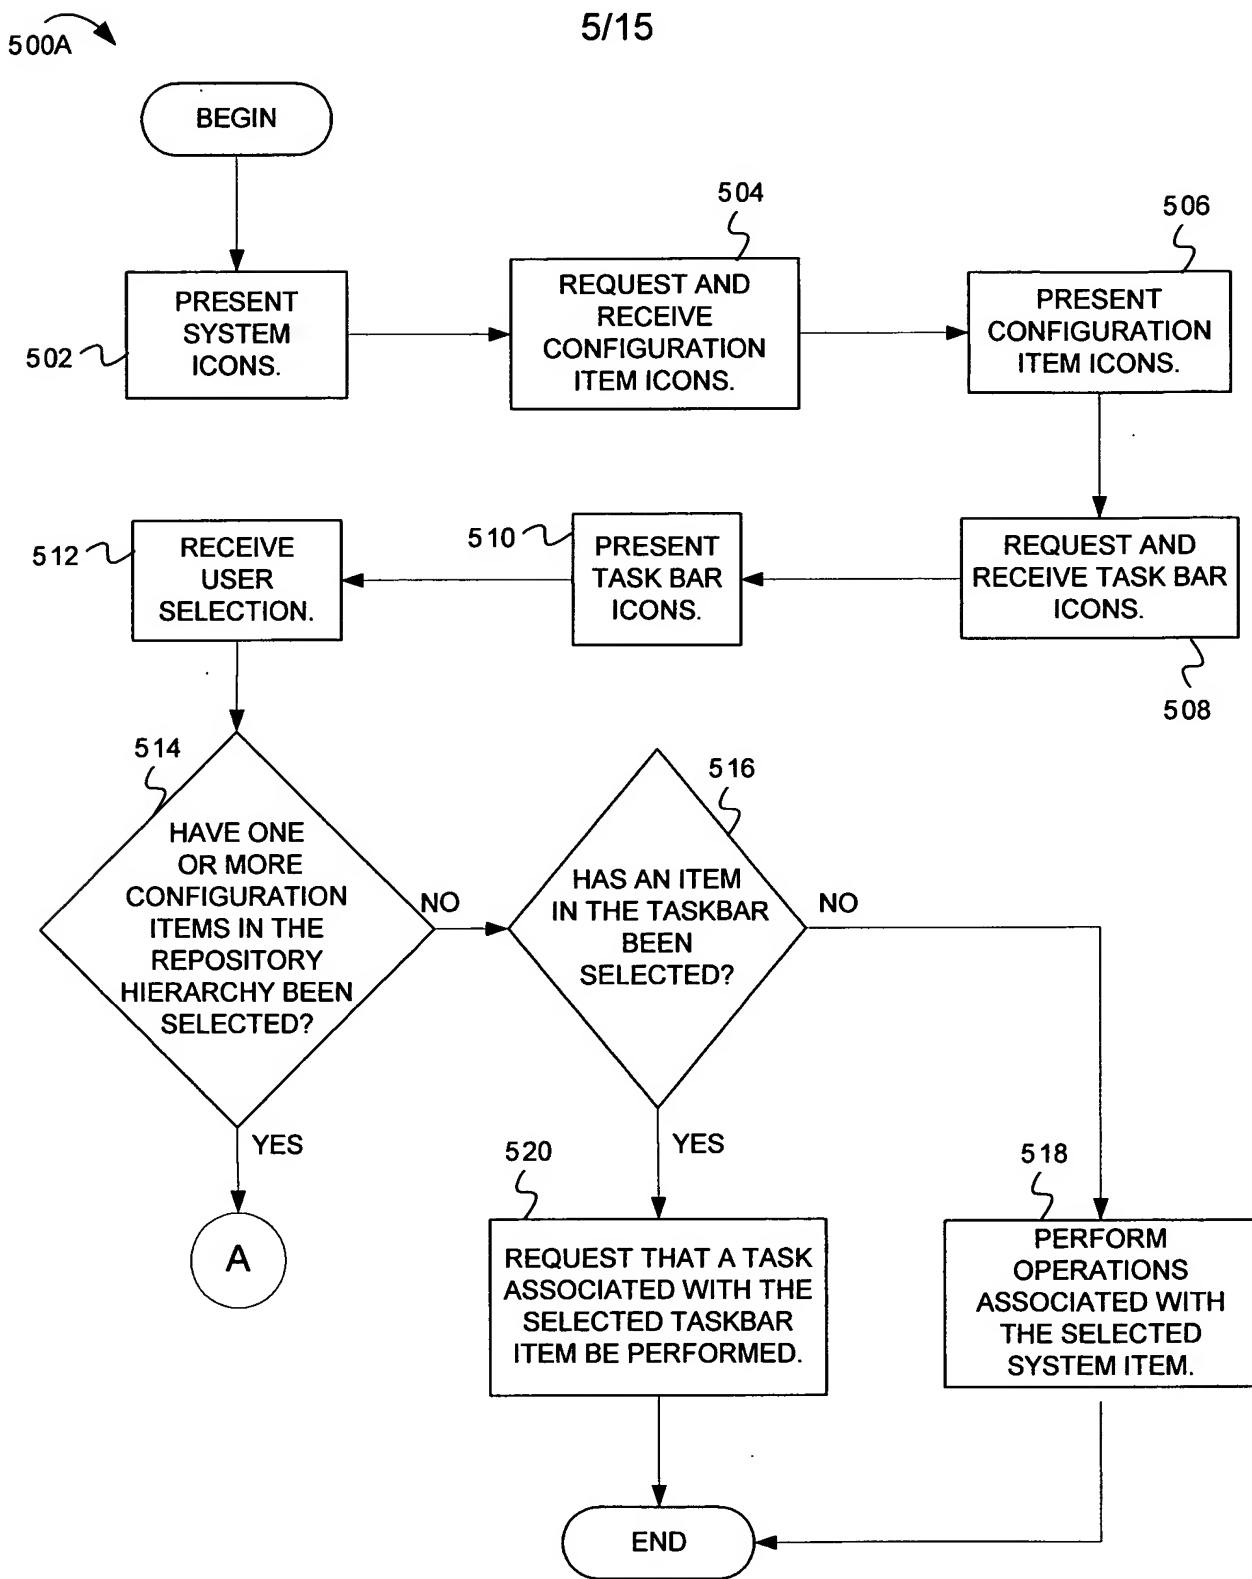 5/15
500A
BEGIN
504
506
PRESENT
SYSTEM
ICONS.
502
REQUEST AND
RECEIVE
CONFIGURATION
ITEM ICONS.
PRESENT
CONFIGURATION
ITEM ICONS.
512
RECEIVE
USER
SELECTION.
510
PRESENT
TASK BAR
ICONS.
REQUEST AND
RECEIVE TASK BAR
ICONS.
508
514
HAVE ONE
OR MORE
CONFIGURATION
ITEMS IN THE
REPOSITORY
HIERARCHY BEEN
SELECTED?
NO
516
HAS AN ITEM
IN THE TASKBAR
BEEN
SELECTED?
NO
YES
YES
A
520
REQUEST THAT A TASK
ASSOCIATED WITH THE
SELECTED TASKBAR
ITEM BE PERFORMED.
518
PERFORM
OPERATIONS
ASSOCIATED WITH
THE SELECTED
SYSTEM ITEM.
END